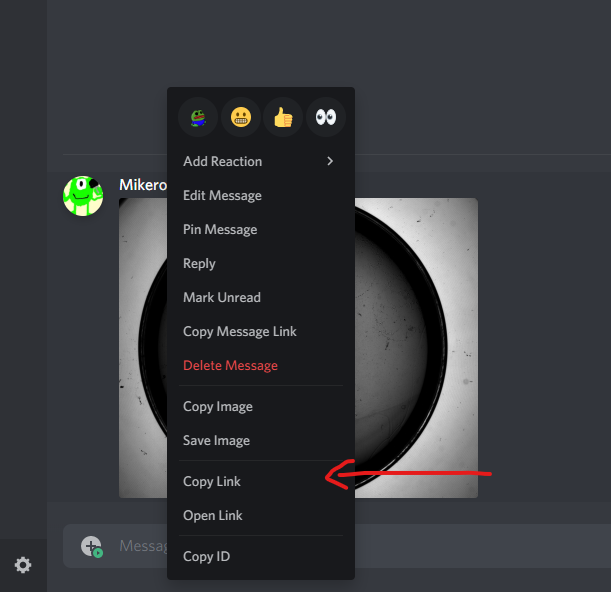 Mikero
Add Reaction
Edit Message
Pin Message
Reply
Mark Unread
Copy Message Link
Delete Message
Copy Image
Save Image
Copy Link
Open Link
Messag
Copy ID